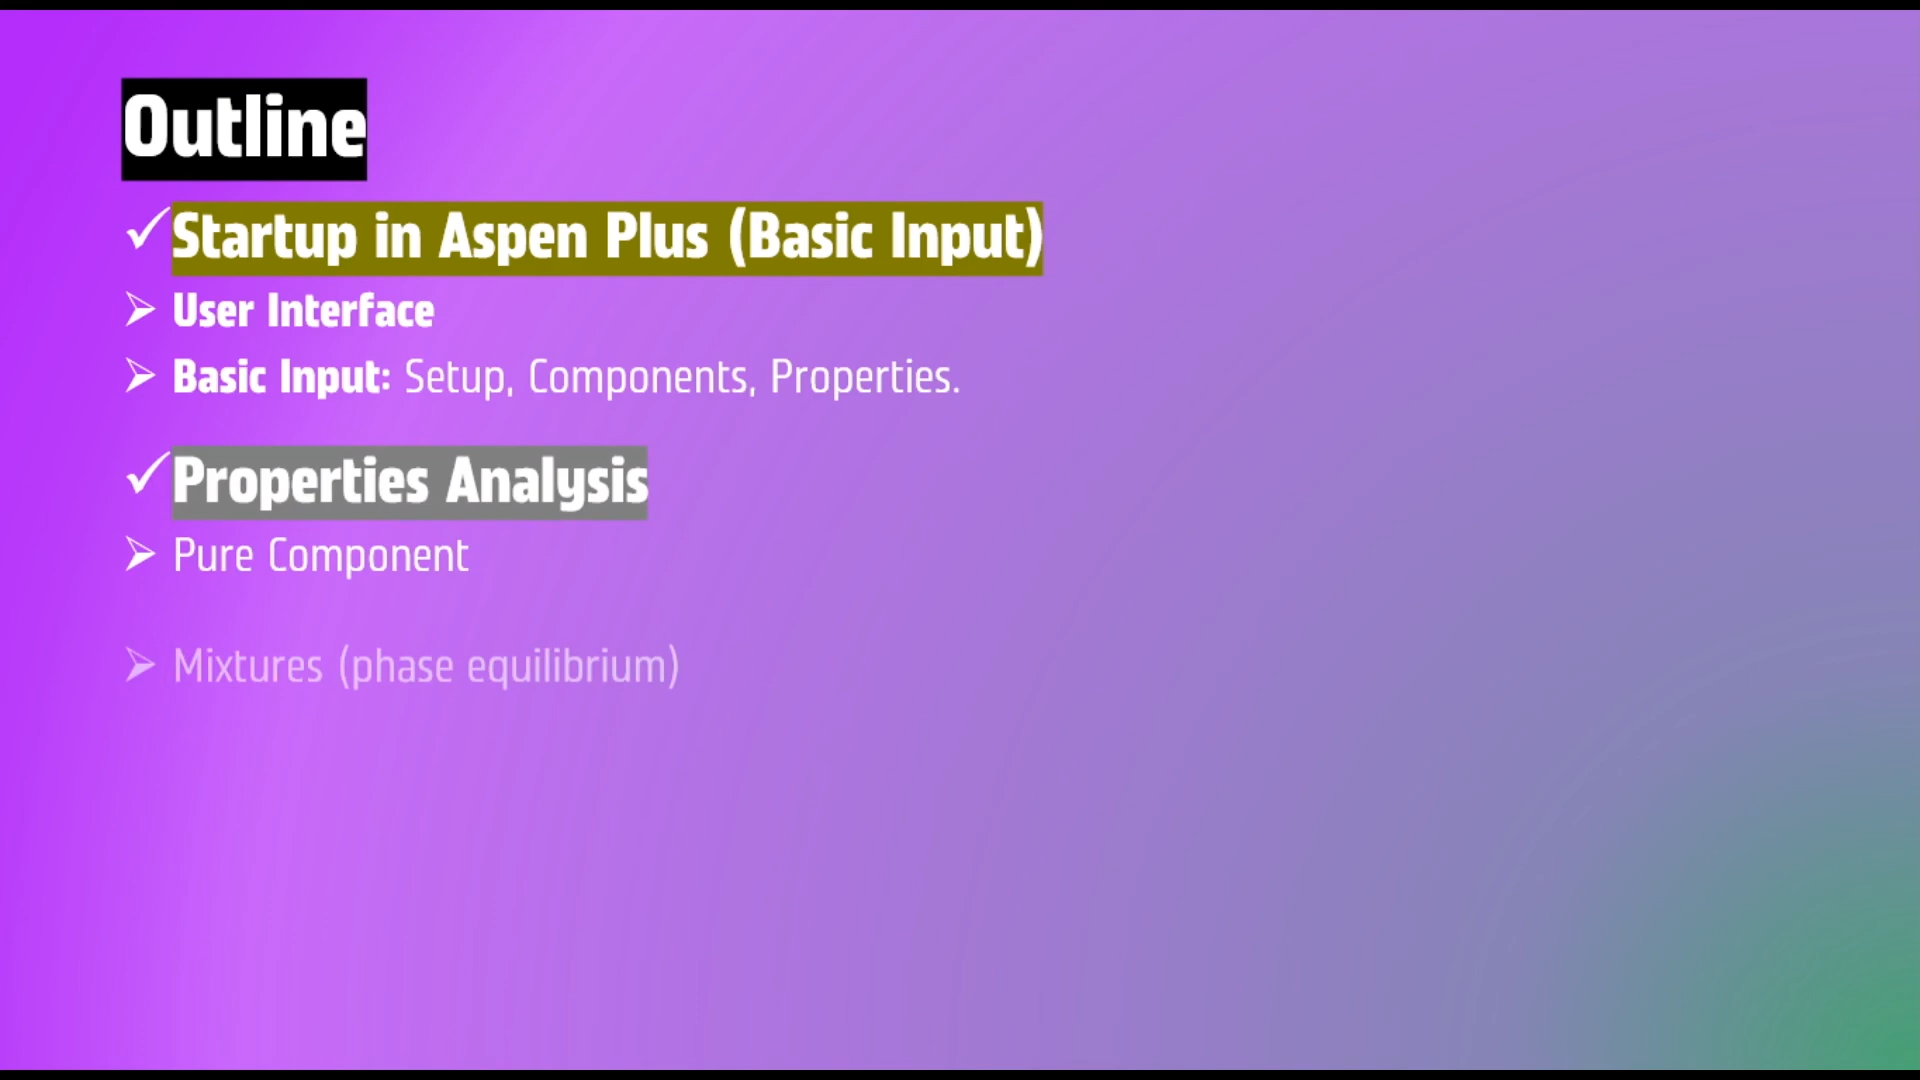 Outline
✓Startup in Aspen Plus (Basic Input)
➢ User Interface
➢ Basic Input: Setup, Components, Properties.
✓Properties Analysis
➢ Pure Component
➢ Mixtures (phase equilibrium)